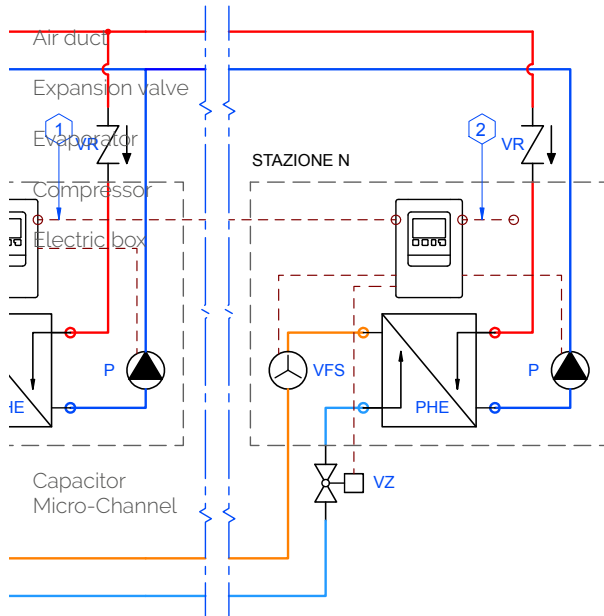 Air duct
Expansion valve
1
2
Evaporator
VR
VR
STAZIONE N
Compressor
Electric box
P
VFS
P
PHE
PHE
Capacitor
VZ
Micro-Channel